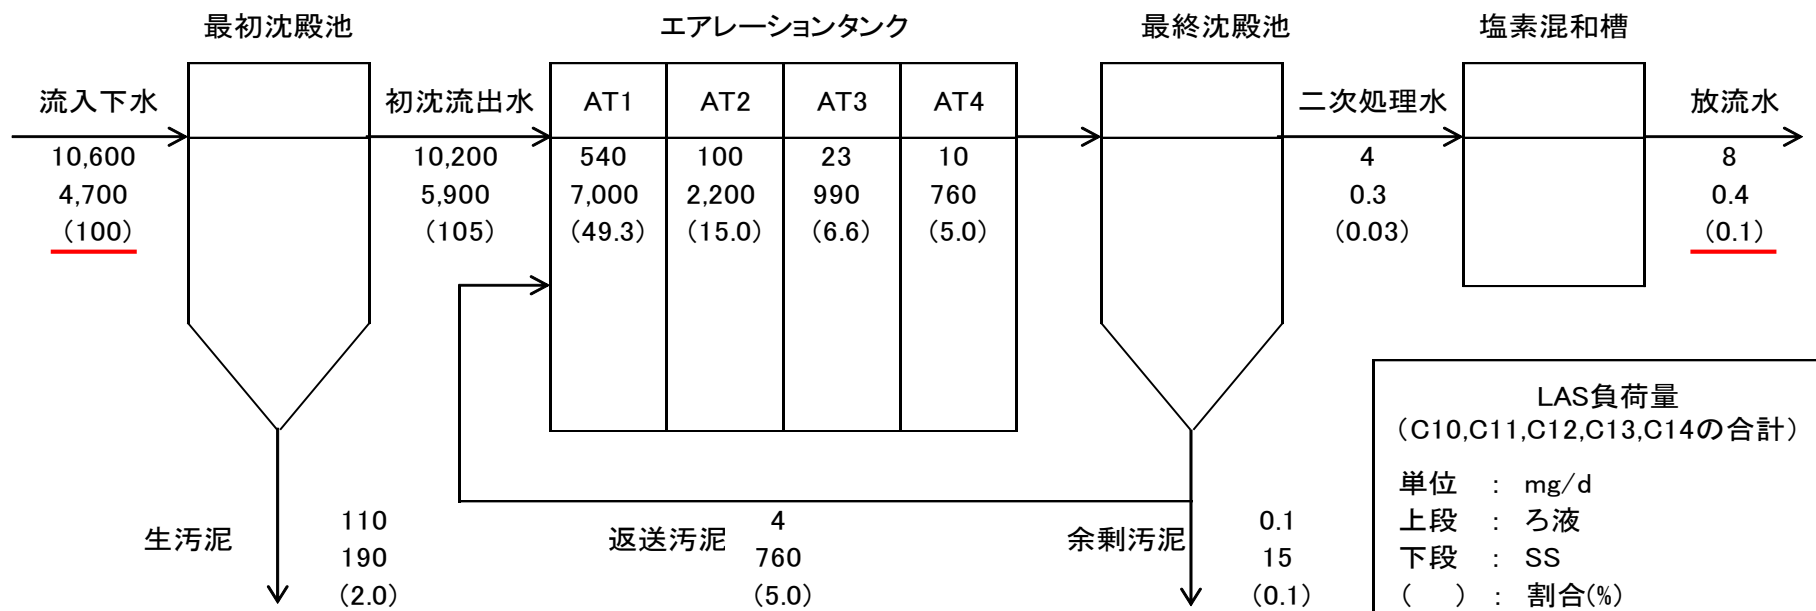 最初沈殿池
エアレーションタンク
最終沈殿池
塩素混和槽
流入下水
10,600
4,700
(100)
初沈流出水
10,200
5,900
(105)
AT1
540
7,000
(49.3)
AT2
100
2,200
(15.0)
AT3
23
990
(6.6)
AT4
10
760
(5.0)
二次処理水
4
0.3
(0.03)
放流水
8
0.4
(0.1)
生汚泥
110
190
(2.0)
返送汚泥
4
760
(5.0)
余剰汚泥
0.1
15
(0.1)
LAS負荷量
(C10,C11,C12,C13,C14の合計)
単位 : mg/d
上段 : ろ液
下段 : SS
( ) : 割合(%)